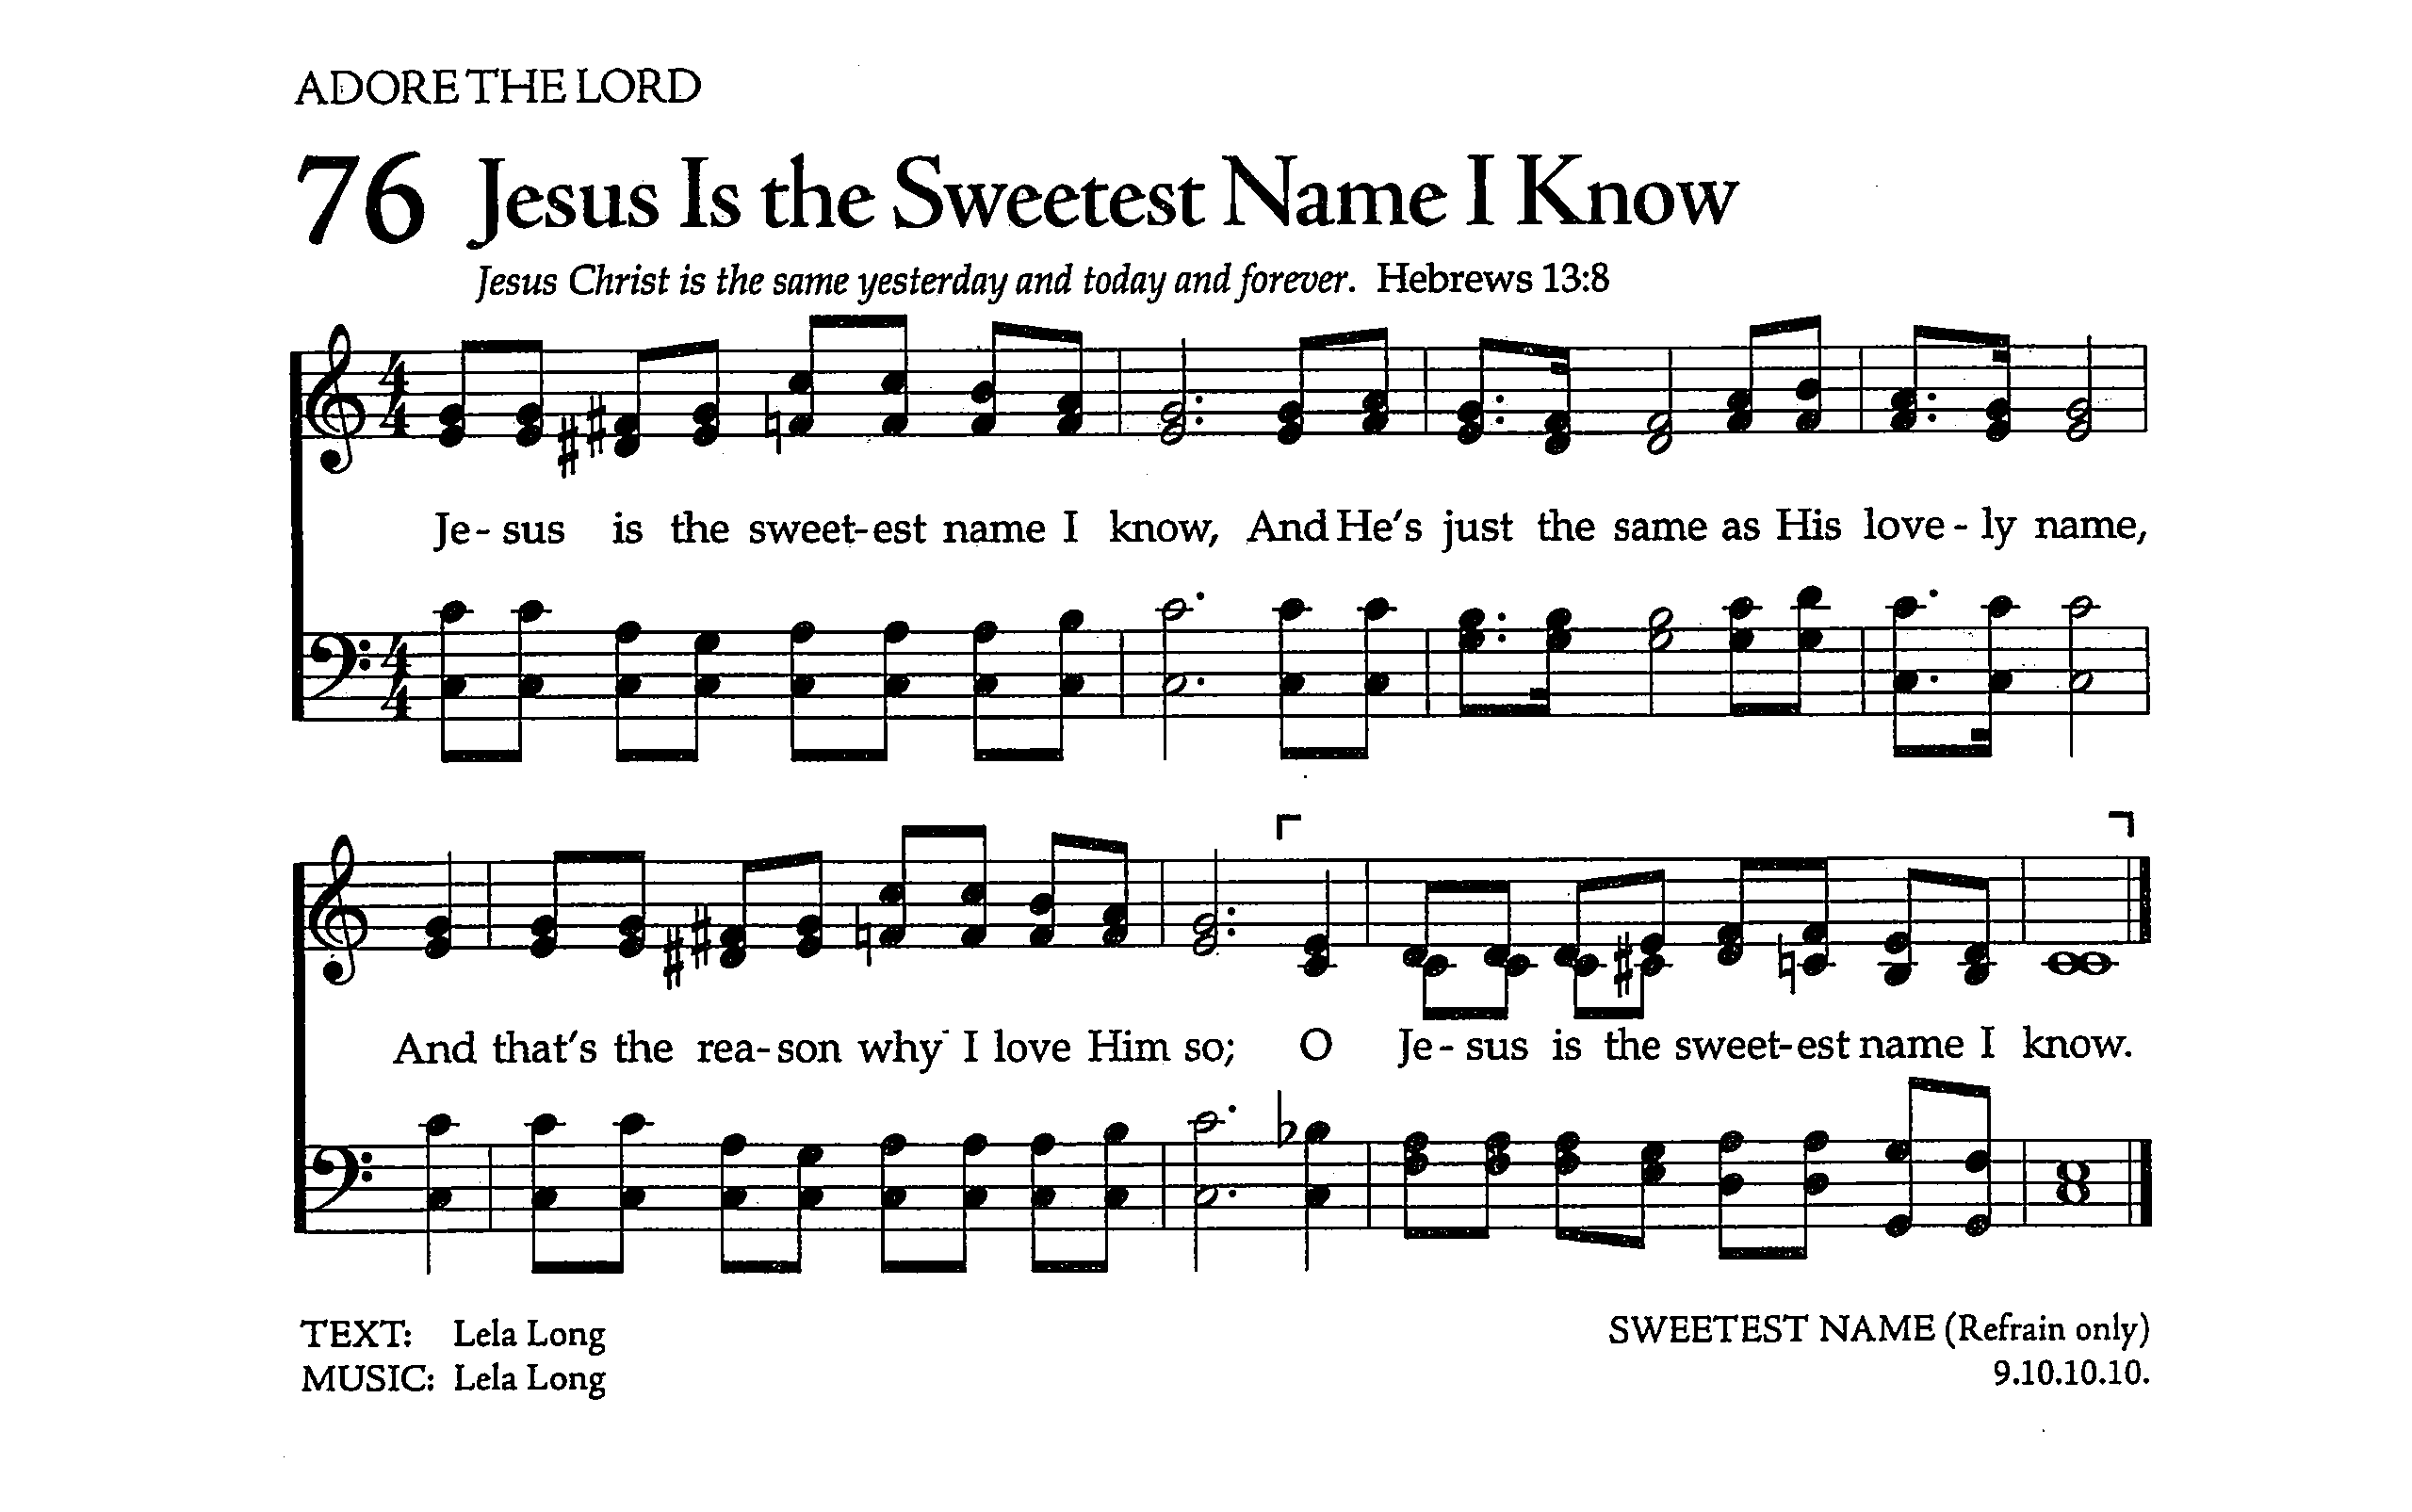 ADORE THE LORD
76 Jesus Is the Sweetest Name I Know
Jesus Christ is the same yesterday and today and forever. Hebrews 13:8
Je- sus is the sweet-est name I know, And He's just the same as His love - ly name,
And that's the rea-son why I love Him so; O Je- sus is the sweet-est name I know.
TEXT: Lela Long
MUSIC: Lela Long
SWEETEST NAME (Refrain only)
9.10.10.10.